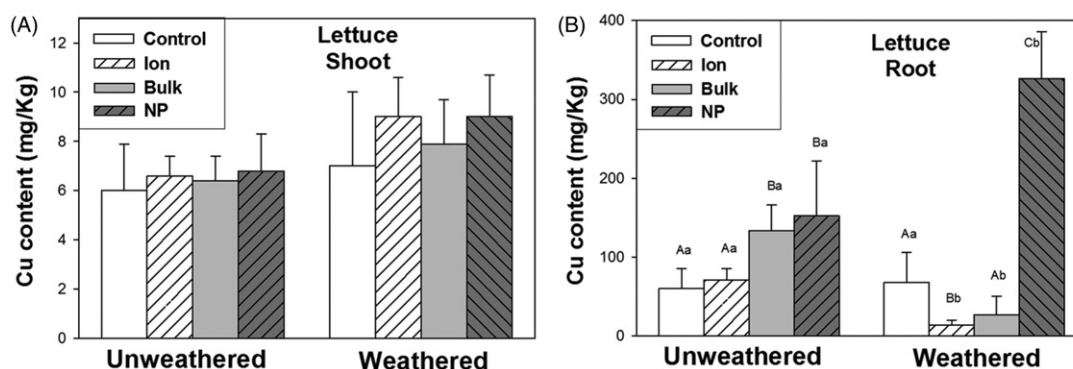 (A)
Control
Ion
Bulk
NP
Lettuce
Shoot
Cu content (mg/Kg)
12
10
8
6
4
2
0
Unweathered
Weathered
(B)
Control
Ion
Bulk
NP
Lettuce
Root
Cu content (mg/Kg)
400
300
200
100
0
Aa
Aa
Ba
Ba
Aa
Bb
Ab
Cb
Unweathered
Weathered